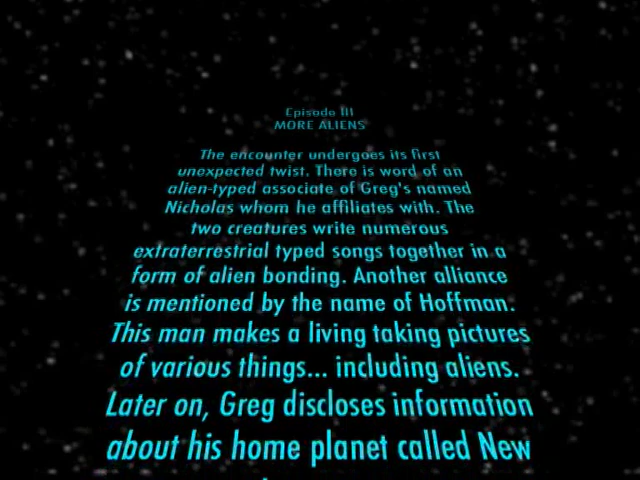 Episode III
MORE ALIENS
The encounter undergoes its first
unexpected twist. There is word of an
alien-typed associate of Greg's named
Nicholas whom he affiliates with. The
two creatures write numerous
extraterrestrial typed songs together in a
form of alien bonding. Another alliance
is mentioned by the name of Hoffman.
This man makes a living taking pictures
of various things... including aliens.
Later on, Greg discloses information
about his home planet called New